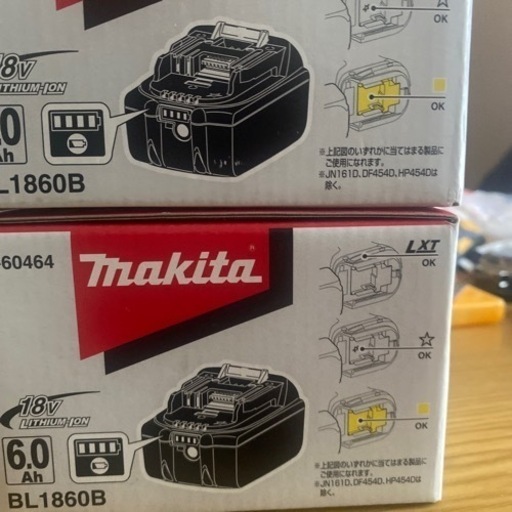 OK
18V
LITHIUM-ION
OK
.0
Ah
※上記図のいずれかに当てはまる製品に
ご使用になれます。
※JN161D、DF454D、HP454Dは
除く。
L1860B
-60464
makita
LXT
OK
OK
18V
LITHIUM-ION
OK
6.0
Ah
※上記図のいずれかに当てはまる製品に
ご使用になれます。
※JN161D、DF454D、HP454Dは
除く。
BL1860B